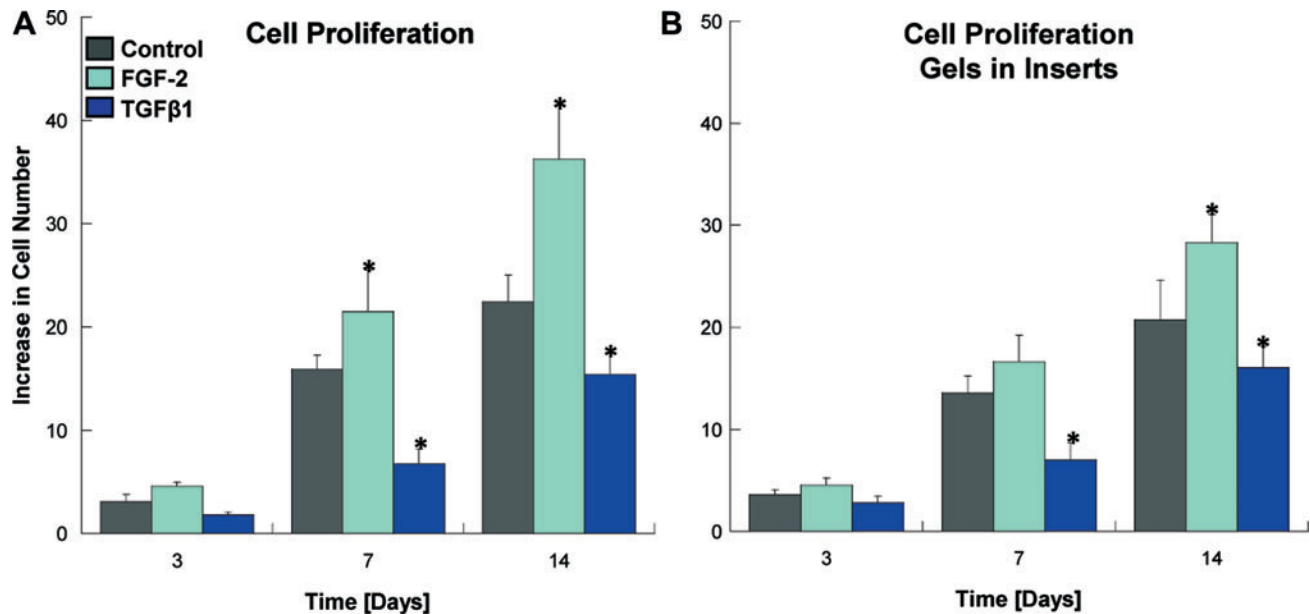 A
Cell Proliferation
Control
FGF-2
TGFβ1
Increase in Cell Number
50
40
30
20
10
0
*
*
*
*
3
7
14
Time [Days]
B
Cell Proliferation
Gels in Inserts
50
40
30
20
10
0
*
*
*
3
7
14
Time [Days]